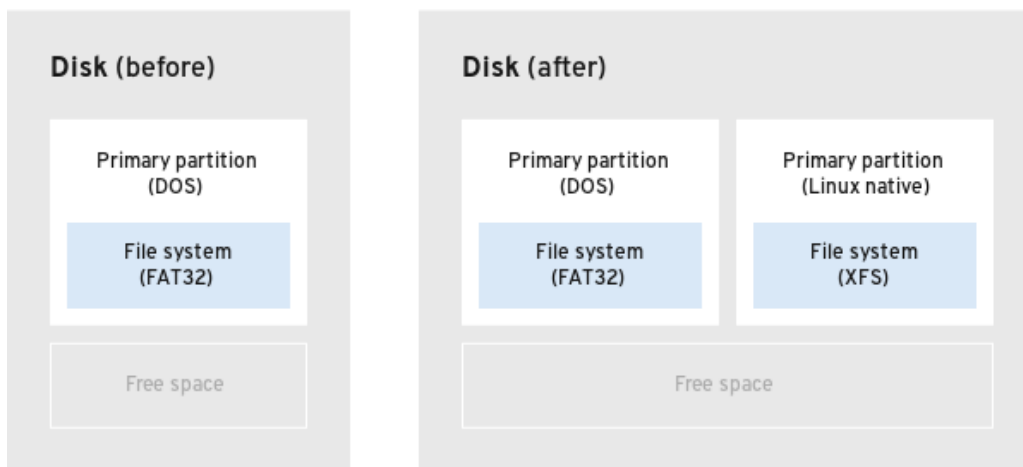 Disk (before)
Primary partition
(DOS)
File system
(FAT32)
Free space
Disk (after)
Primary partition
(DOS)
File system
(FAT32)
Primary partition
(Linux native)
File system
(XFS)
Free space